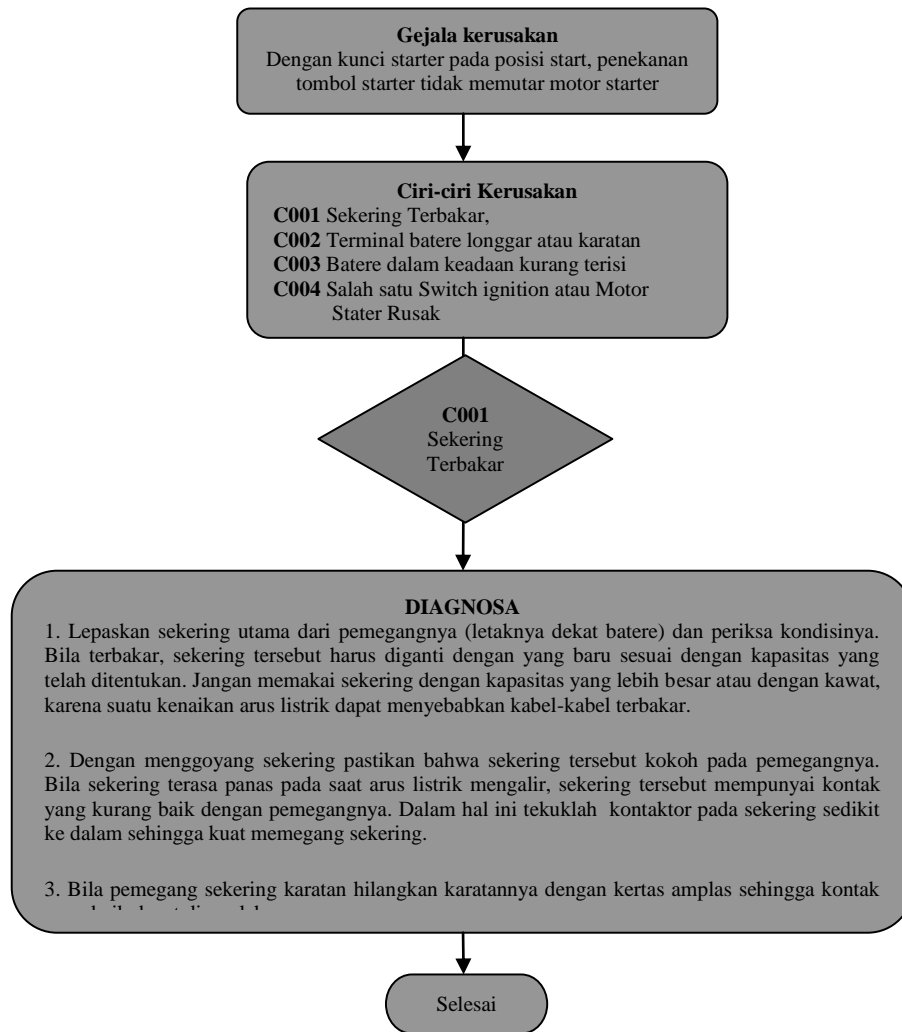 Gejala kerusakan
Dengan kunci starter pada posisi start, penekanan
tombol starter tidak memutar motor starter
Ciri-ciri Kerusakan
C001 Sekering Terbakar,
C002 Terminal batere longgar atau karatan
C003 Batere dalam keadaan kurang terisi
C004 Salah satu Switch ignition atau Motor
Stater Rusak
C001
Sekering
Terbakar
DIAGNOSA
1. Lepaskan sekering utama dari pemegangnya (letaknya dekat batere) dan periksa kondisinya.
Bila terbakar, sekering tersebut harus diganti dengan yang baru sesuai dengan kapasitas yang
telah ditentukan. Jangan memakai sekering dengan kapasitas yang lebih besar atau dengan kawat,
karena suatu kenaikan arus listrik dapat menyebabkan kabel-kabel terbakar.
2. Dengan menggoyang sekering pastikan bahwa sekering tersebut kokoh pada pemegangnya.
Bila sekering terasa panas pada saat arus listrik mengalir, sekering tersebut mempunyai kontak
yang kurang baik dengan pemegangnya. Dalam hal ini tekuklah kontaktor pada sekering sedikit
ke dalam sehingga kuat memegang sekering.
3. Bila pemegang sekering karatan hilangkan karatannya dengan kertas amplas sehingga kontak
Selesai